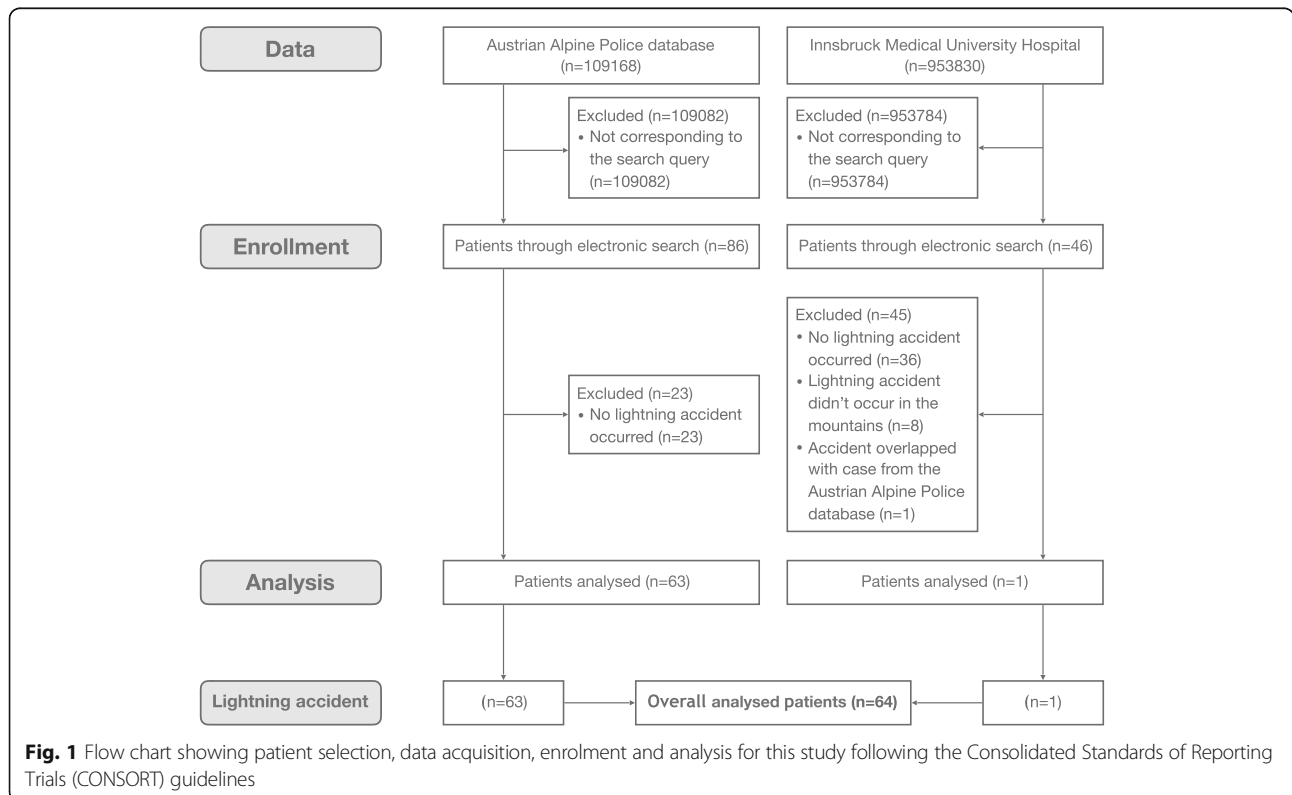 Data
Austrian Alpine Police database
(n=109168)
Innsbruck Medical University Hospital
(n=953830)
Excluded (n=109082)
• Not corresponding to
the search query
(n=109082)
Excluded (n=953784)
• Not corresponding to
the search query
(n=953784)
Enrollment
Patients through electronic search (n=86)
Patients through electronic search (n=46)
Excluded (n=23)
• No lightning accident
occurred (n=23)
Excluded (n=45)
• No lightning accident
occurred (n=36)
• Lightning accident
didn't occur in the
mountains (n=8)
• Accident overlapped
with case from the
Austrian Alpine Police
database (n=1)
Analysis
Patients analysed (n=63)
Patients analysed (n=1)
Lightning accident
(n=63)
Overall analysed patients (n=64)
(n=1)
Fig. 1 Flow chart showing patient selection, data acquisition, enrolment and analysis for this study following the Consolidated Standards of Reporting
Trials (CONSORT) guidelines